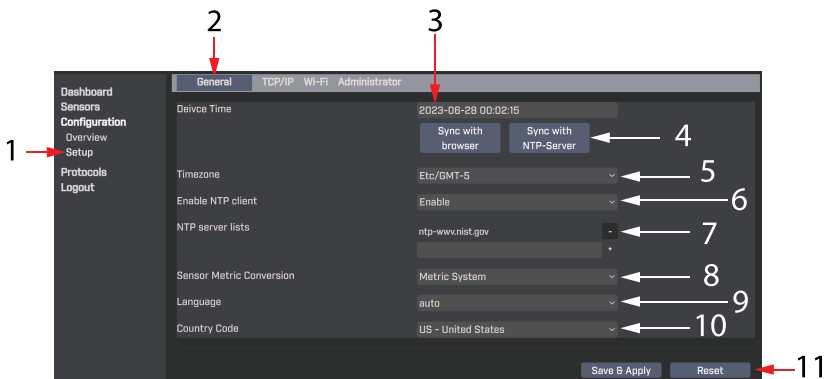 2
3
General TCP/IP Wi-Fi Administrator
Dashboard
Sensors
Configuration
Overview
1
Setup
Protocols
Logout
Deivce Time 2023-06-28 00:02:15
Sync with browser Sync with NTP-Server 4
Timezone Etc/GMT-5 5
Enable NTP client Enable 6
NTP server lists ntp-wwv.nist.gov - 7
+
Sensor Metric Conversion Metric System 8
Language auto 9
Country Code US - United States 10
Save & Apply Reset 11